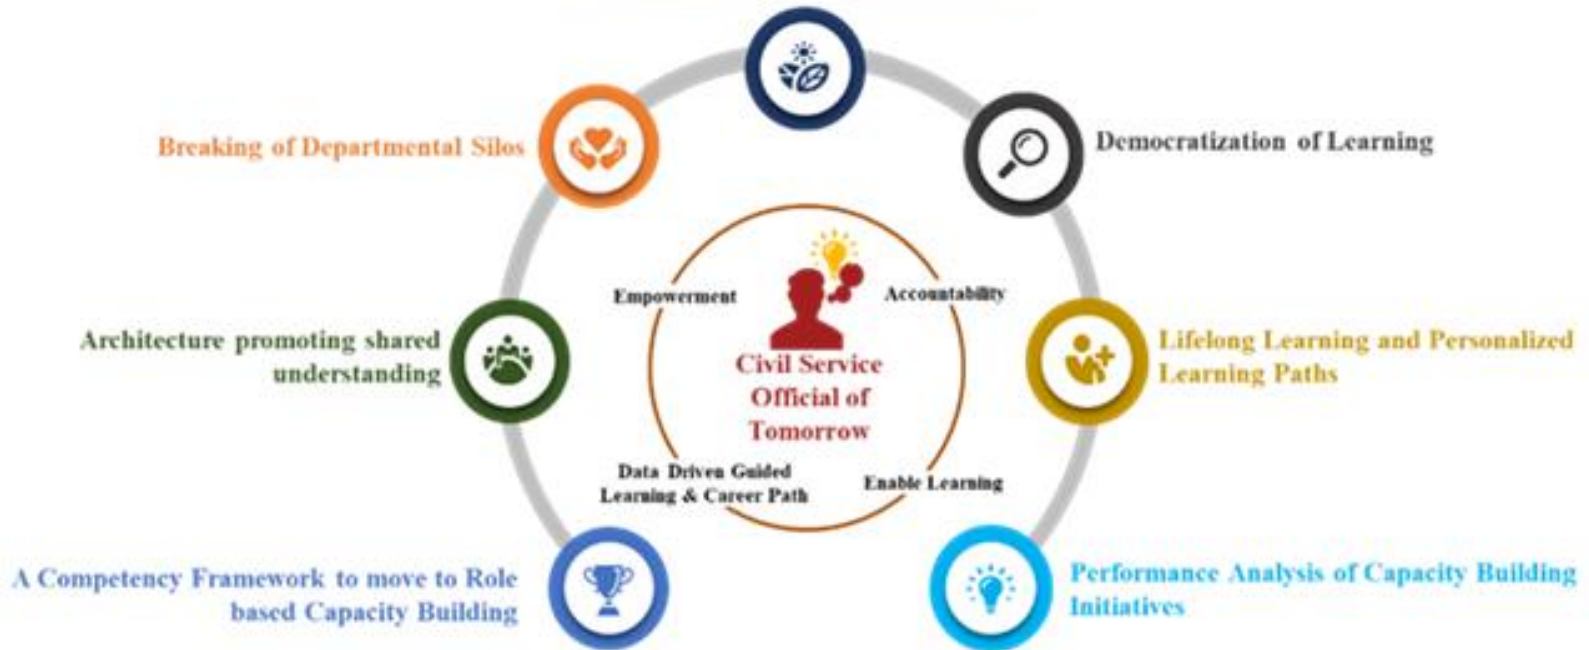 Breaking of Departmental Silos
Democratization of Learning
Empowerment
Accountability
Civil Service
Official of
Tomorrow
Architecture promoting shared
understanding
Lifelong Learning and Personalized
Learning Paths
Data Driven Guided
Learning & Career Path
Enable Learning
A Competency Framework to move to Role
based Capacity Building
Performance Analysis of Capacity Building
Initiatives